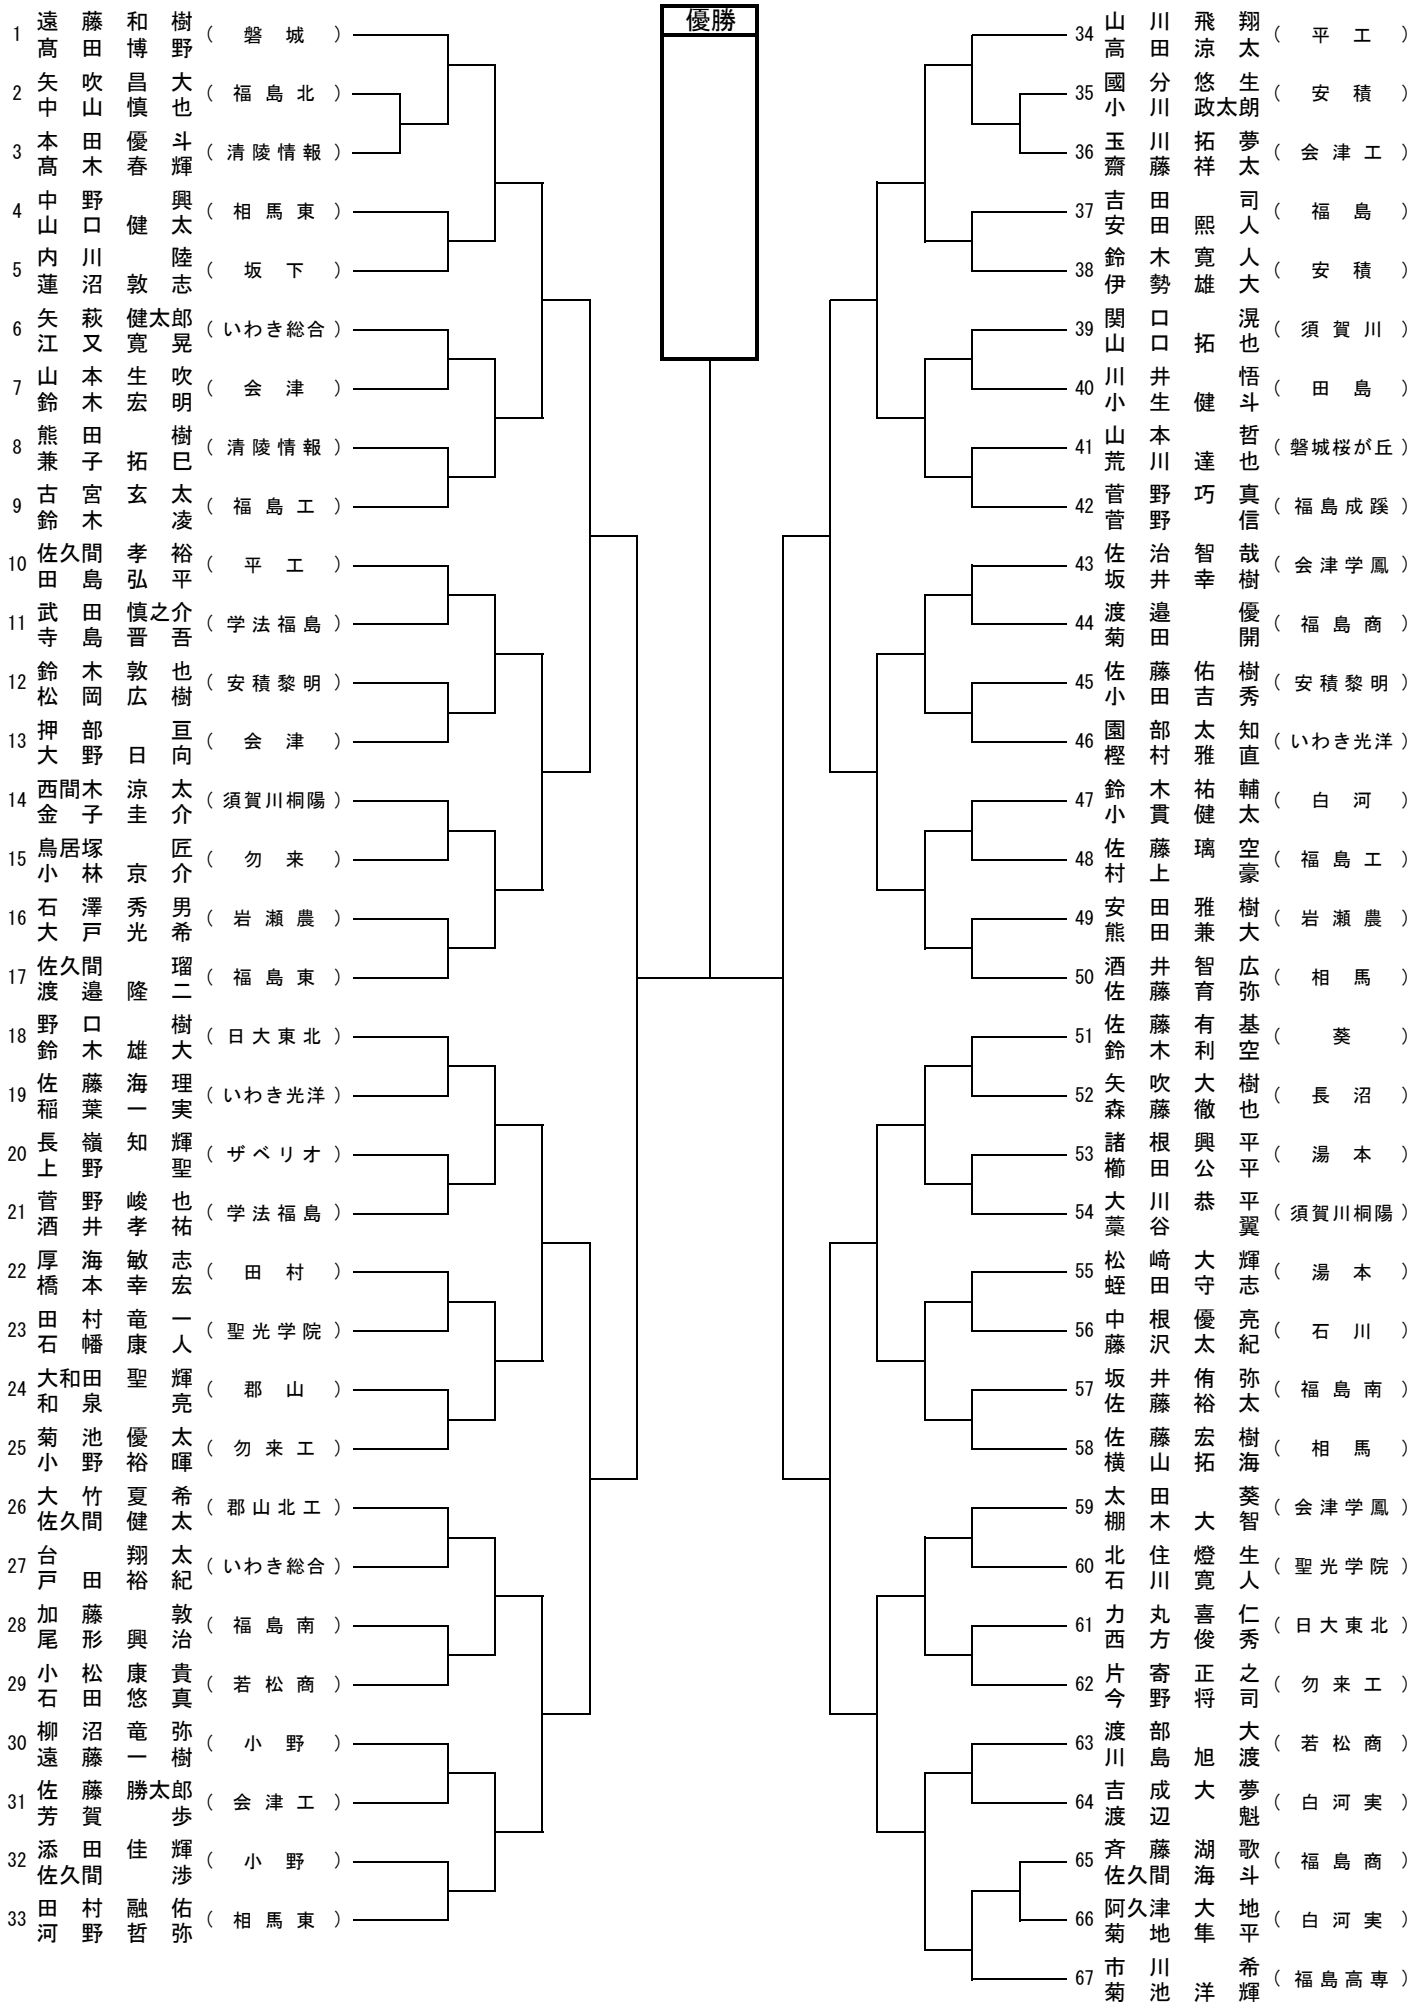 優勝
1 遠藤和樹 (磐城)
髙田博野
2 矢吹昌大 (福島北)
中山慎也
3 本田優斗 (清陵情報)
髙木春輝
4 中野興 (相馬東)
山口健太
5 内川陸 (坂下)
蓮沼敦志
6 矢萩健太郎 (いわき総合)
江又寛晃
7 山本生吹 (会津)
鈴木宏明
8 熊田樹 (清陵情報)
兼子拓巳
9 古宮玄太 (福島工)
鈴木凌
10 佐久間孝裕 (平工)
田島弘平
11 武田慎之介 (学法福島)
寺島晋吾
12 鈴木敦也 (安積黎明)
松岡広樹
13 押部亘 (会津)
大野日向
14 西間木涼太 (須賀川桐陽)
金子圭介
15 鳥居塚匠 (勿来)
小林京介
16 石澤秀男 (岩瀬農)
大戸光希
17 佐久間瑠 (福島東)
渡邉隆二
18 野口樹 (日大東北)
鈴木雄大
19 佐藤海理 (いわき光洋)
稲葉一実
20 長嶺知輝 (ザベリオ)
上野聖
21 菅野峻也 (学法福島)
酒井孝祐
22 厚海敏志 (田村)
橋本幸宏
23 田村竜一 (聖光学院)
石幡康人
24 大和田聖輝 (郡山)
和泉亮
25 菊池優太 (勿来工)
小野裕暉
26 大竹夏希 (郡山北工)
佐久間健太
27 台翔太 (いわき総合)
戸田裕紀
28 加藤敦 (福島南)
尾形興治
29 小松康貴 (若松商)
石田悠真
30 柳沼竜弥 (小野)
遠藤一樹
31 佐藤勝太郎 (会津工)
芳賀歩
32 添田佳輝 (小野)
佐久間渉
33 田村融佑 (相馬東)
河野哲弥
34 山川飛翔 (平工)
高田涼太
35 國分悠生 (安積)
小川政太朗
36 玉川拓夢 (会津工)
齋藤祥太
37 吉田司 (福島)
安田熙人
38 鈴木寛人 (安積)
伊勢雄大
39 関口滉 (須賀川)
山口拓也
40 川井悟 (田島)
小生健斗
41 山本哲 (磐城桜が丘)
荒川達也
42 菅野巧真 (福島成蹊)
菅野信
43 佐治智哉 (会津学鳳)
坂井幸樹
44 渡邉優 (福島商)
菊田開
45 佐藤佑樹 (安積黎明)
小田吉秀
46 園部太知 (いわき光洋)
樫村雅直
47 鈴木祐輔 (白河)
小貫健太
48 佐藤璃空 (福島工)
村上豪
49 安田雅樹 (岩瀬農)
熊田兼大
50 酒井智広 (相馬)
佐藤育弥
51 佐藤有基 (葵)
鈴木利空
52 矢吹大樹 (長沼)
森藤徹也
53 諸根興平 (湯本)
櫛田公平
54 大川恭平 (須賀川桐陽)
藁谷翼
55 松﨑大輝 (湯本)
蛭田守志
56 中根優亮 (石川)
藤沢太紀
57 坂井侑弥 (福島南)
佐藤裕太
58 佐藤宏樹 (相馬)
横山拓海
59 太田葵 (会津学鳳)
棚木大智
60 北住燈生 (聖光学院)
石川寛人
61 力丸喜仁 (日大東北)
西方俊秀
62 片寄正之 (勿来工)
今野将司
63 渡部大 (若松商)
川島旭渡
64 吉成大夢 (白河実)
渡辺魁
65 斉藤湖歌 (福島商)
佐久間海斗
66 阿久津大地 (白河実)
菊地隼平
67 市川希 (福島高専)
菊池洋輝